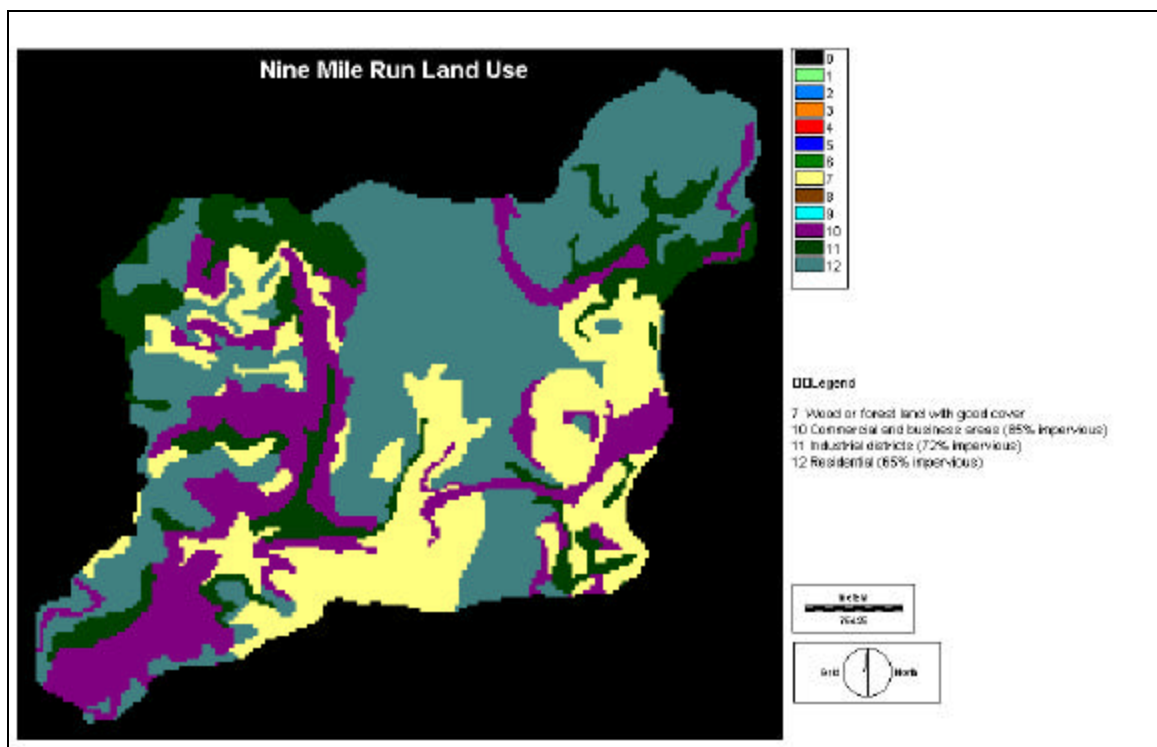 Nine Mile Run Land Use
0
1
2
3
4
5
6
7
8
9
10
11
12
Legend
7 Wood or forest land with good cover
10 Commercial and business areas (85% impervious)
11 Industrial districts (72% impervious)
12 Residential (65% impervious)
Grid North